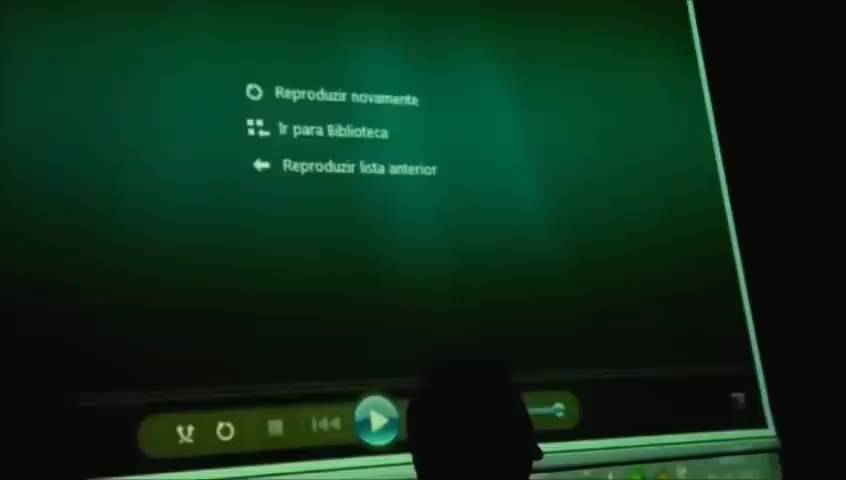 Reproduzir novamente
Ir para Biblioteca
Reproduzir lista anterior